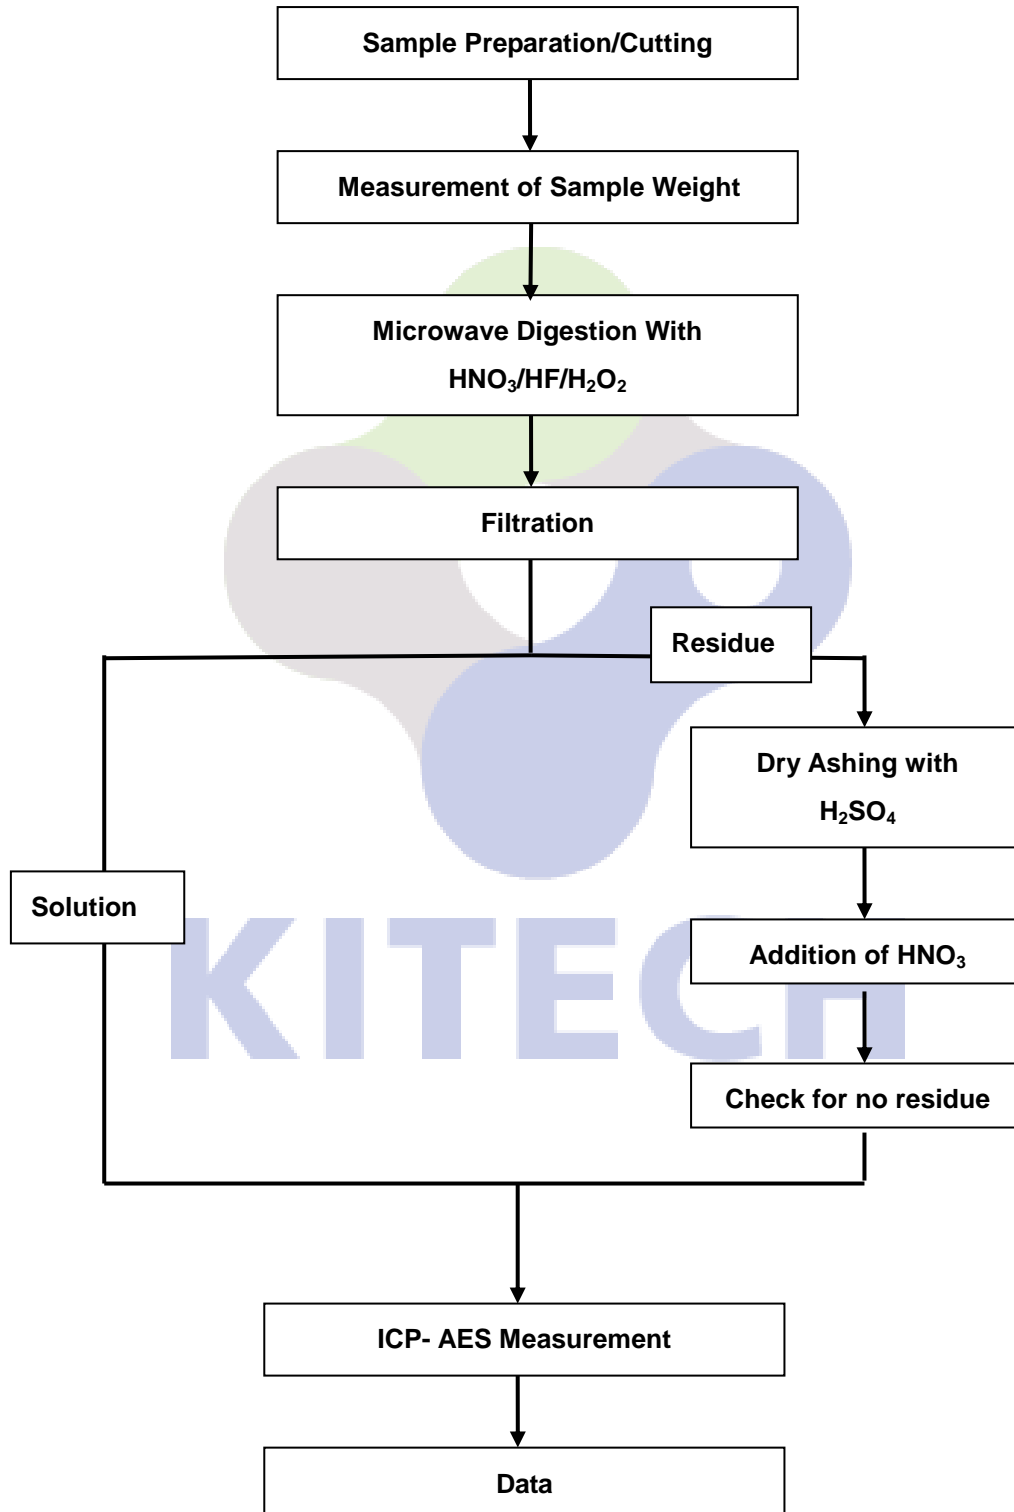 Sample Preparation/Cutting
Measurement of Sample Weight
Microwave Digestion With
HNO₃/HF/H₂O₂
Filtration
Residue
Dry Ashing with
H₂SO₄
Solution
Addition of HNO₃
KITECH
Check for no residue
ICP- AES Measurement
Data